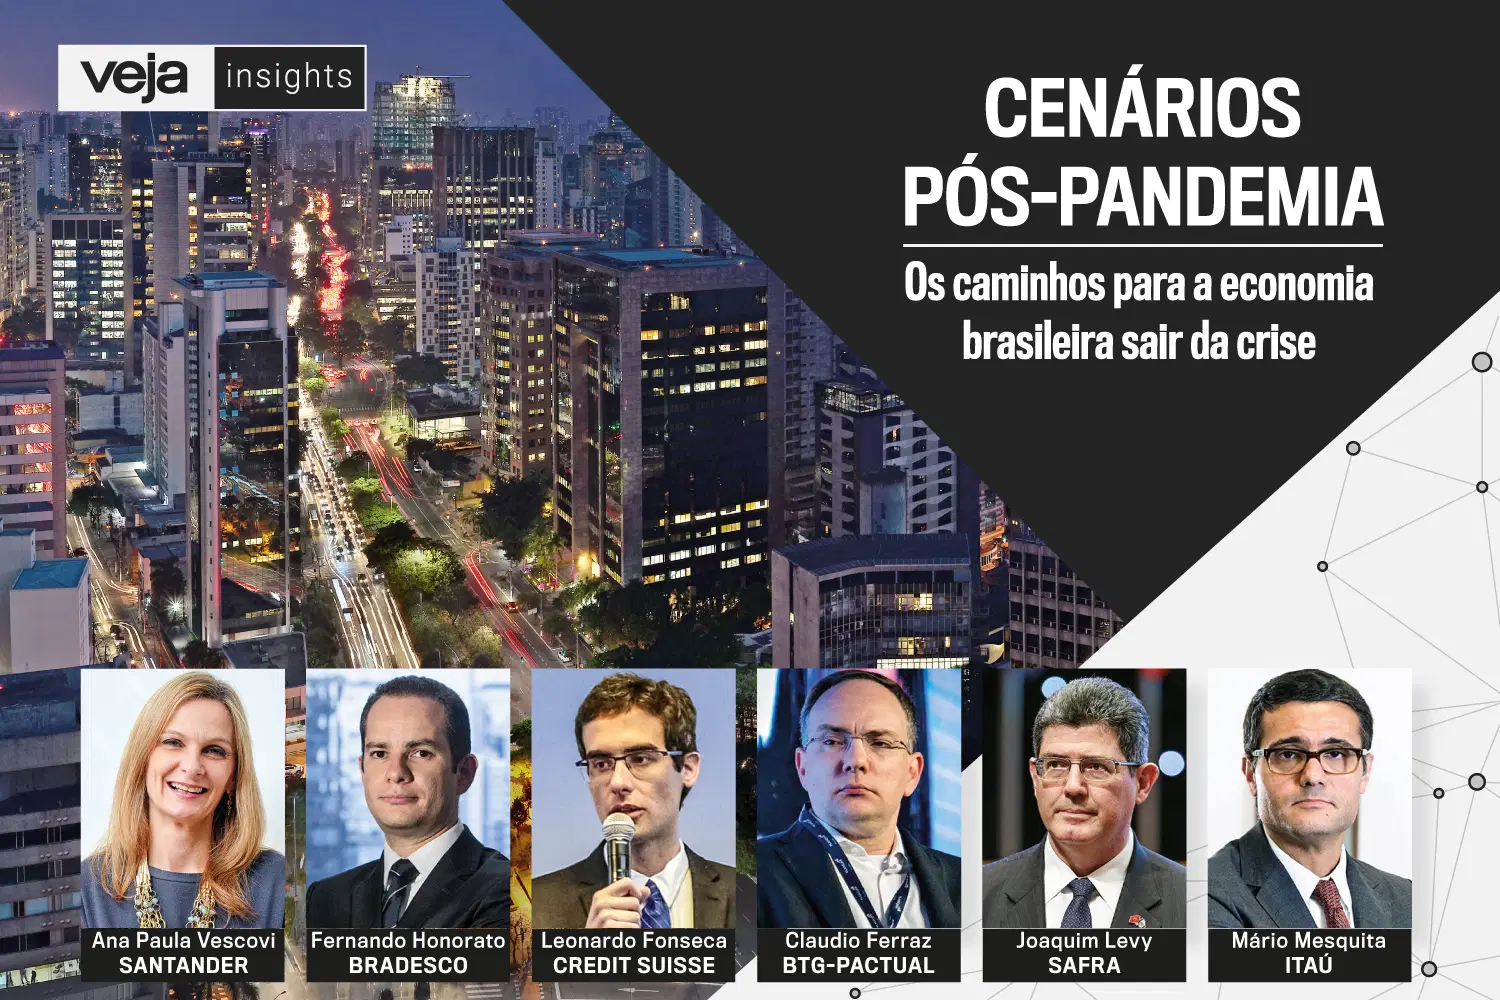 veja insights
CENÁRIOS
PÓS-PANDEMIA
Os caminhos para a economia
brasileira sair da crise
Ana Paula Vescovi
SANTANDER
Fernando Honorato
BRADESCO
Leonardo Fonseca
CREDIT SUISSE
Claudio Ferraz
BTG-PACTUAL
Joaquim Levy
SAFRA
Mário Mesquita
ITAÚ